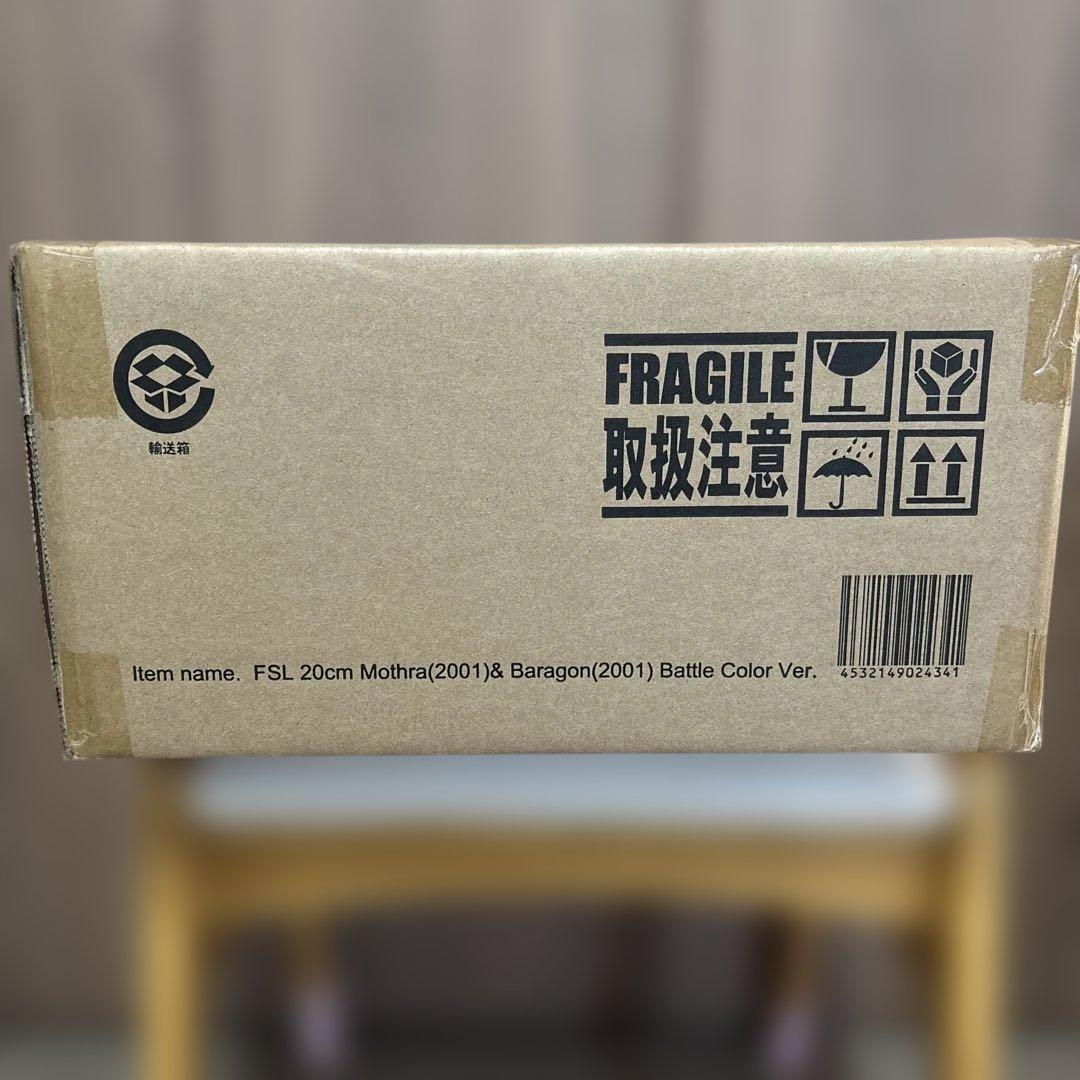 輸送箱
FRAGILE
取扱注意
Item name. FSL 20cm Mothra(2001)& Baragon(2001) Battle Color Ver.
4532149024341